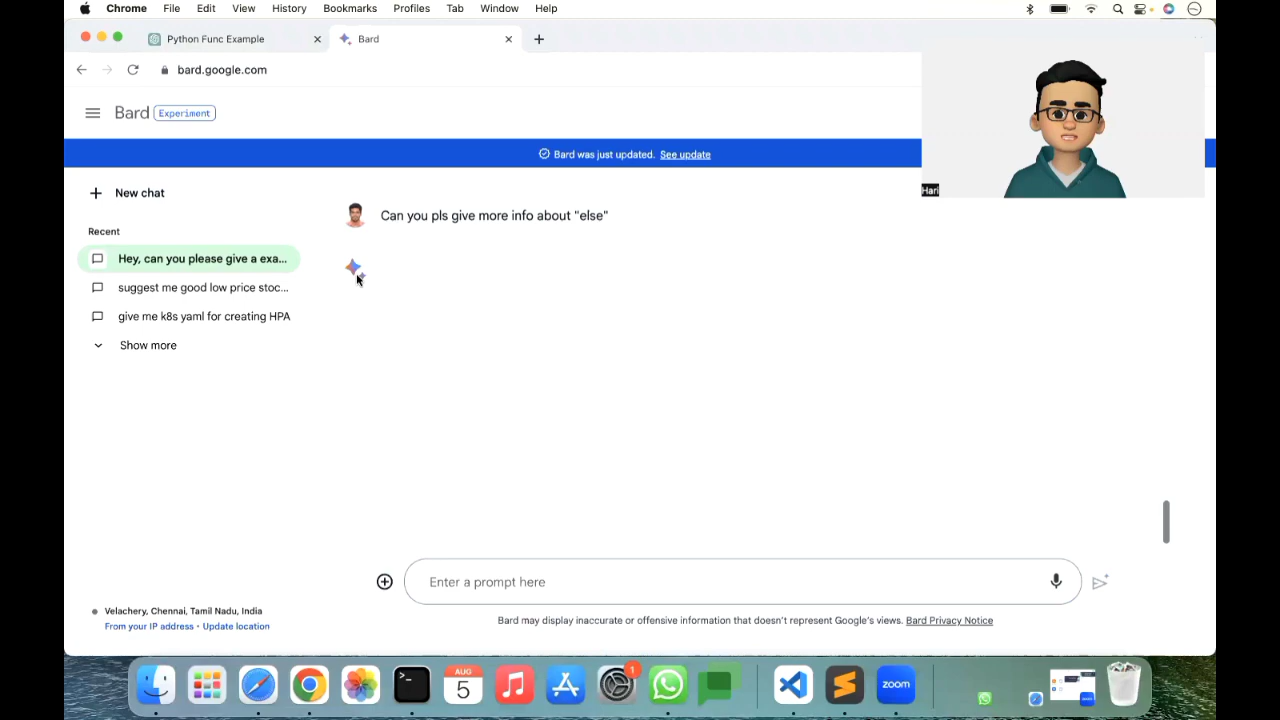 Chrome File Edit View History Bookmarks Profiles Tab Window Help
Python Func Example
Bard
bard.google.com
Bard Experiment
Bard was just updated. See update
Hari
New chat
Can you pls give more info about "else"
Recent
Hey, can you please give a exa...
suggest me good low price stoc...
give me k8s yaml for creating HPA
Show more
Enter a prompt here
Velachery, Chennai, Tamil Nadu, India
From your IP address • Update location
Bard may display inaccurate or offensive information that doesn't represent Google's views. Bard Privacy Notice
AUG
5
1
zoom